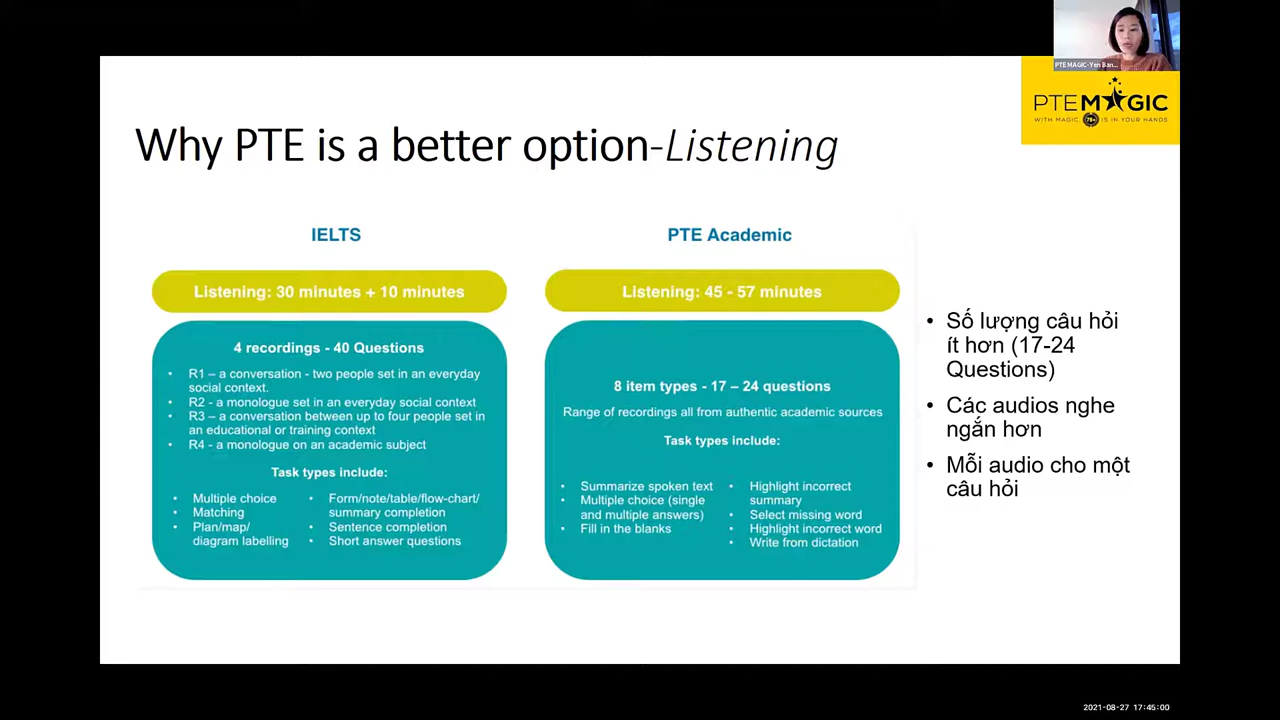 PTE MAGIC-Yen Ban...
PTEMAGIC
WITH MAGIC, 79+ IS IN YOUR HANDS
Why PTE is a better option-Listening
IELTS
Listening: 30 minutes + 10 minutes
4 recordings - 40 Questions
• R1 – a conversation - two people set in an everyday
social context.
• R2 - a monologue set in an everyday social context
• R3 – a conversation between up to four people set in
an educational or training context
• R4 - a monologue on an academic subject
Task types include:
• Multiple choice
• Matching
• Plan/map/
diagram labelling
• Form/note/table/flow-chart/
summary completion
• Sentence completion
• Short answer questions
PTE Academic
Listening: 45 - 57 minutes
8 item types - 17 – 24 questions
Range of recordings all from authentic academic sources
Task types include:
• Summarize spoken text
• Multiple choice (single
and multiple answers)
• Fill in the blanks
• Highlight incorrect
summary
• Select missing word
• Highlight incorrect word
• Write from dictation
• Số lượng câu hỏi
ít hơn (17-24
Questions)
• Các audios nghe
ngắn hơn
• Mỗi audio cho một
câu hỏi
2021-08-27 17:45:00